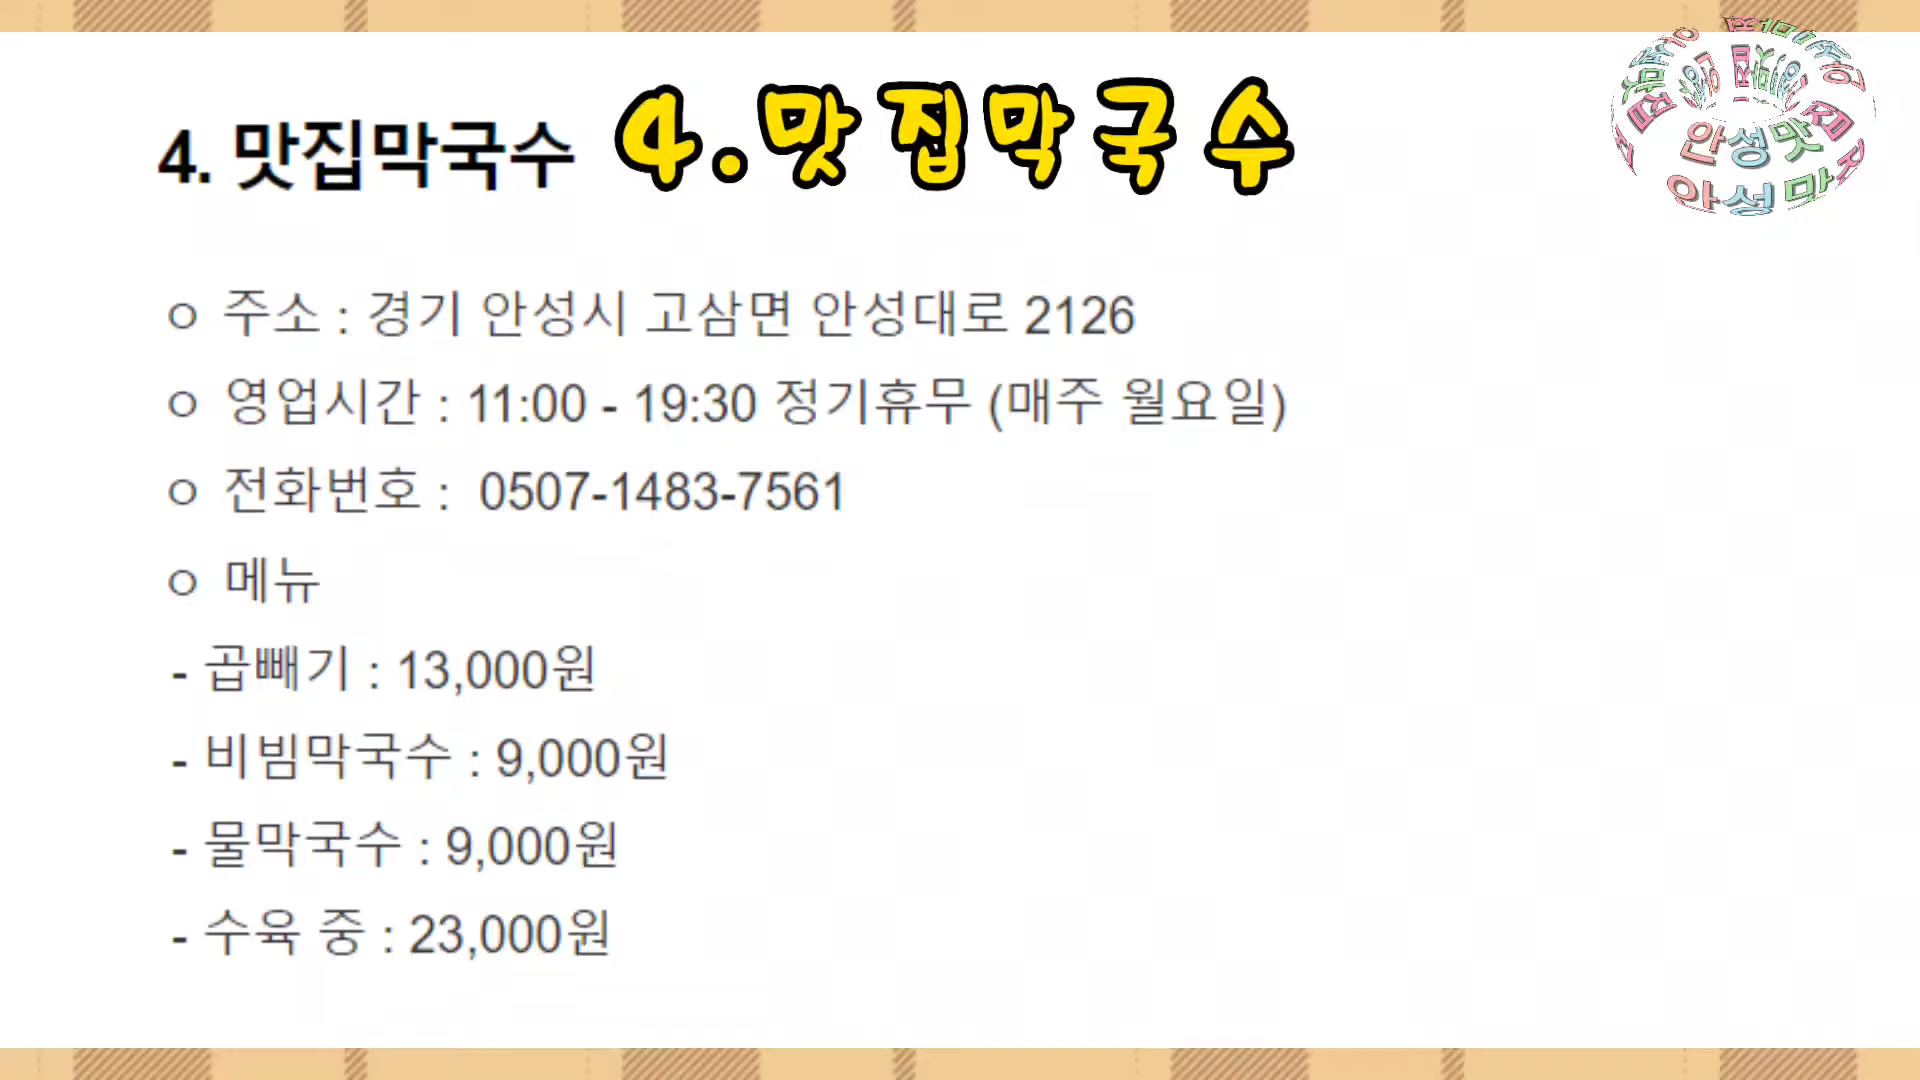 4. 맛집막국수 4.맛집막국수
안성맛집
안성맛
ㅇ 주소 : 경기 안성시 고삼면 안성대로 2126
ㅇ 영업시간 : 11:00 - 19:30 정기휴무 (매주 월요일)
ㅇ 전화번호 :  0507-1483-7561
ㅇ 메뉴
- 곱빼기 : 13,000원
- 비빔막국수 : 9,000원
- 물막국수 : 9,000원
- 수육 중 : 23,000원